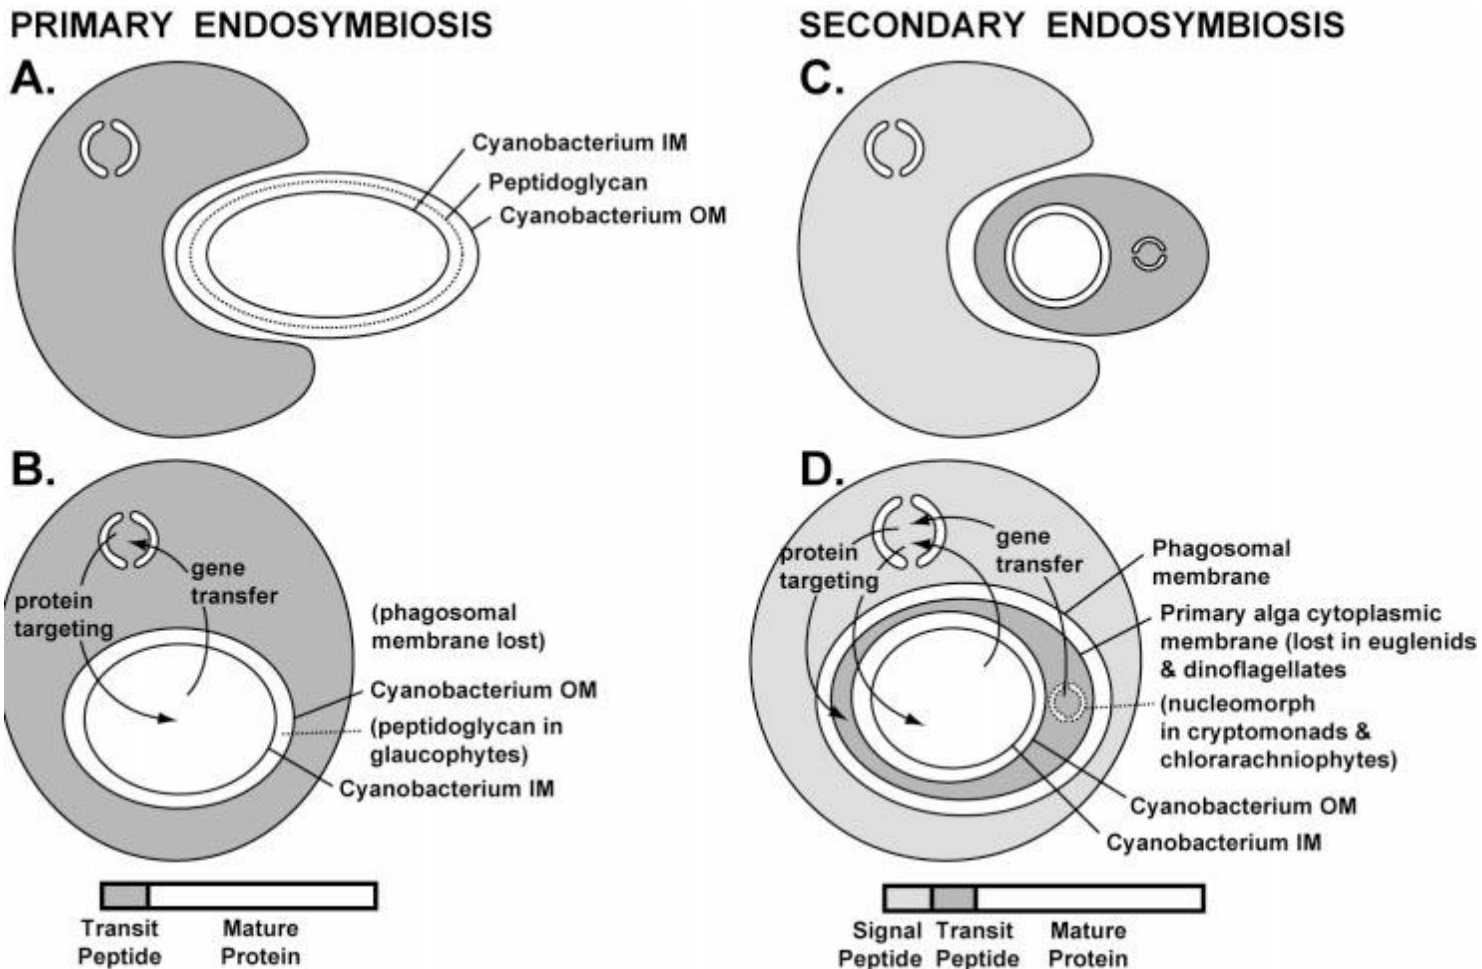 PRIMARY ENDOSYMBIOSIS
A.
Cyanobacterium IM
Peptidoglycan
Cyanobacterium OM
B.
protein
targeting
gene
transfer
(phagosomal
membrane lost)
Cyanobacterium OM
(peptidoglycan in
glaucophytes)
Cyanobacterium IM
Transit
Peptide
Mature
Protein
SECONDARY ENDOSYMBIOSIS
C.
D.
protein
targeting
gene
transfer
Phagosomal
membrane
Primary alga cytoplasmic
membrane (lost in euglenids
& dinoflagellates
(nucleomorph
in cryptomonads &
chlorarachniophytes)
Cyanobacterium OM
Cyanobacterium IM
Signal
Peptide
Transit
Peptide
Mature
Protein